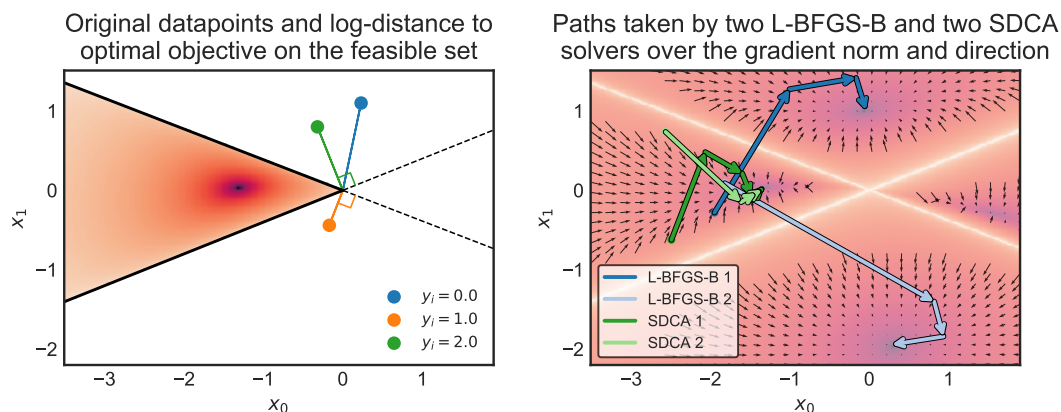 Original datapoints and log-distance to
optimal objective on the feasible set
1
0
−1
−2
x₁
−3
−2
−1
0
1
x₀
yᵢ = 0.0
yᵢ = 1.0
yᵢ = 2.0
Paths taken by two L-BFGS-B and two SDCA
solvers over the gradient norm and direction
1
0
−1
−2
x₁
−3
−2
−1
0
1
x₀
L-BFGS-B 1
L-BFGS-B 2
SDCA 1
SDCA 2